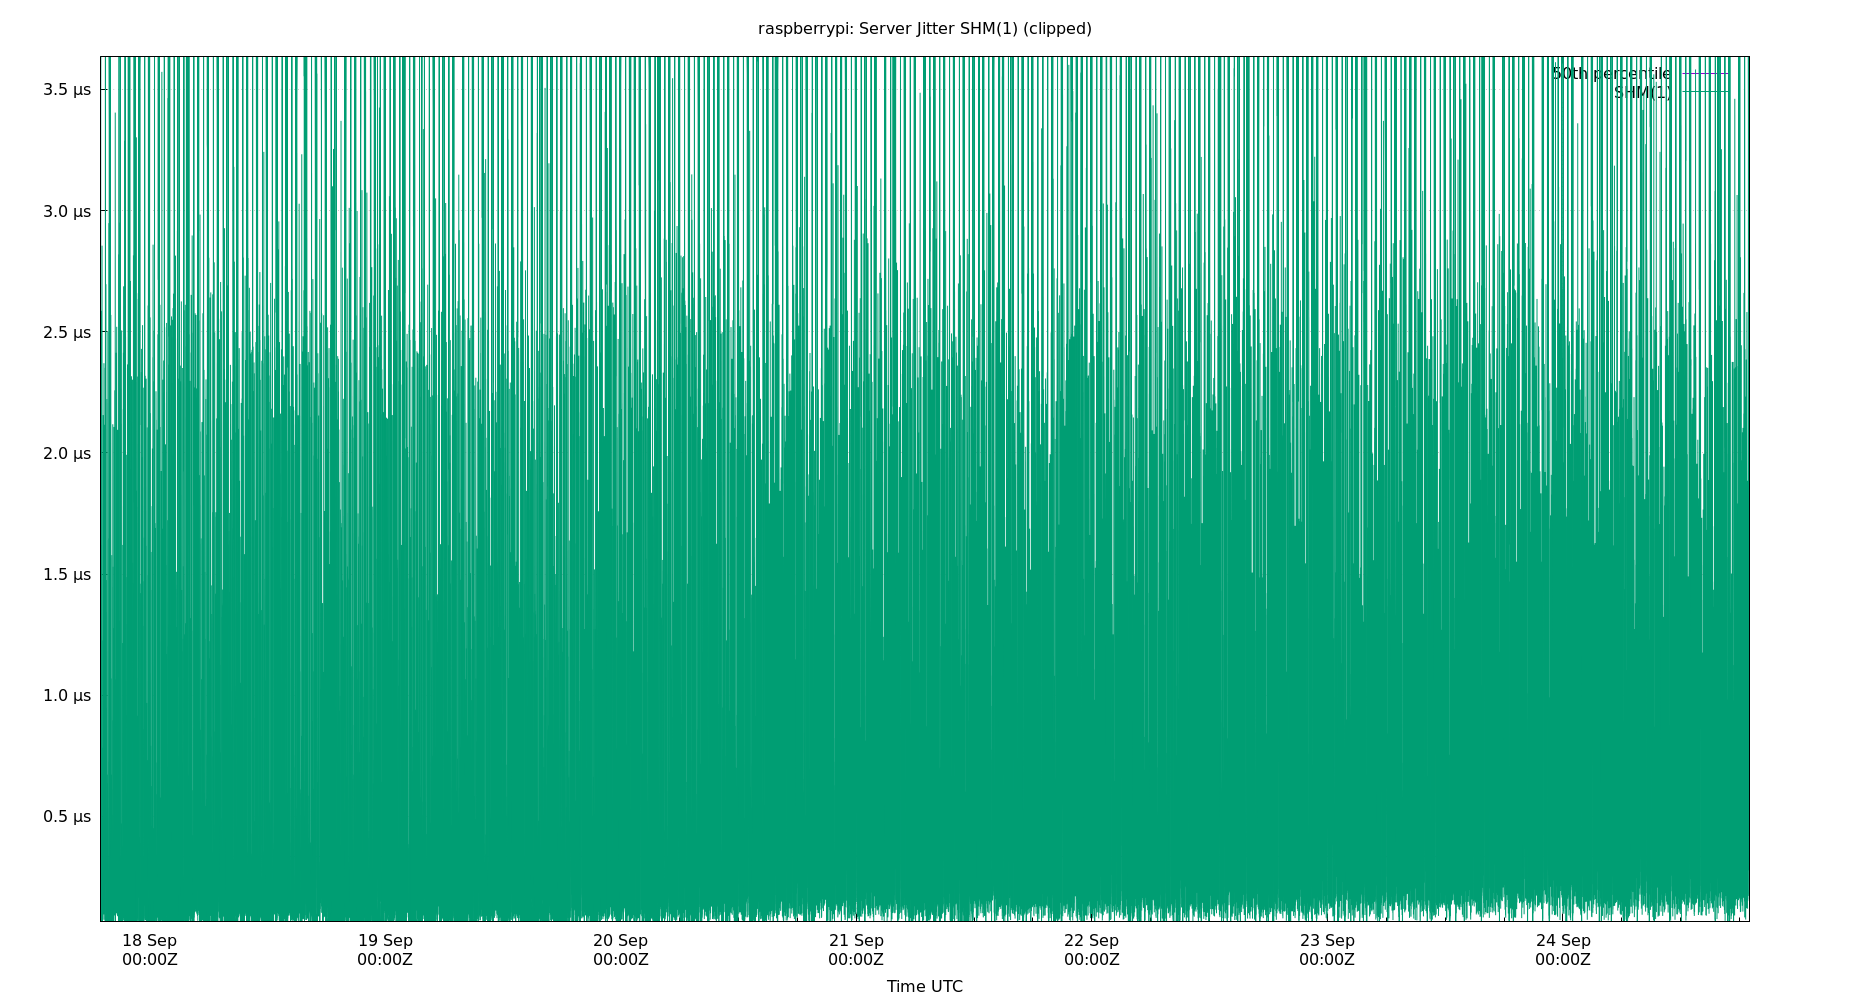 raspberrypi: Server Jitter SHM(1) (clipped)
50th percentile
SHM(1)
3.5 µs
3.0 µs
2.5 µs
2.0 µs
1.5 µs
1.0 µs
0.5 µs
18 Sep 19 Sep 20 Sep 21 Sep 22 Sep 23 Sep 24 Sep
00:00Z 00:00Z 00:00Z 00:00Z 00:00Z 00:00Z 00:00Z
Time UTC